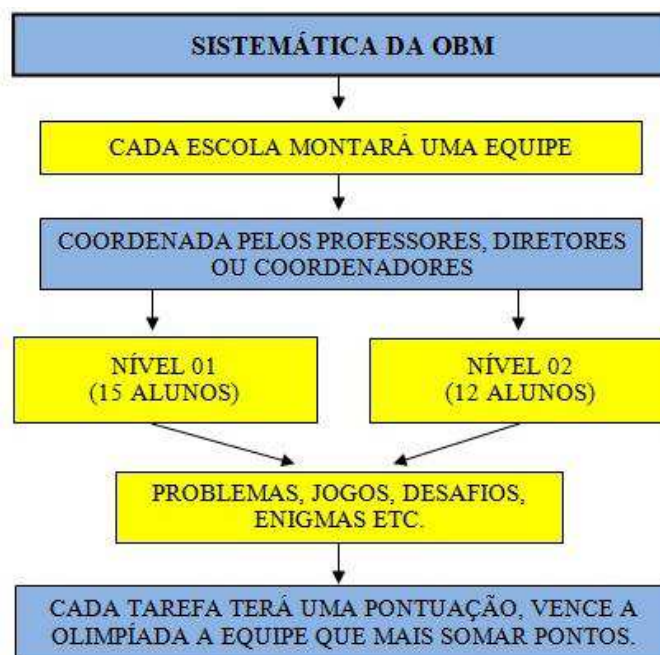 SISTEMÁTICA DA OBM
CADA ESCOLA MONTARÁ UMA EQUIPE
COORDENADA PELOS PROFESSORES, DIRETORES
OU COORDENADORES
NÍVEL 01
(15 ALUNOS)
NÍVEL 02
(12 ALUNOS)
PROBLEMAS, JOGOS, DESAFIOS,
ENIGMAS ETC.
CADA TAREFA TERÁ UMA PONTUAÇÃO, VENCE A
OLIMPÍADA A EQUIPE QUE MAIS SOMAR PONTOS.